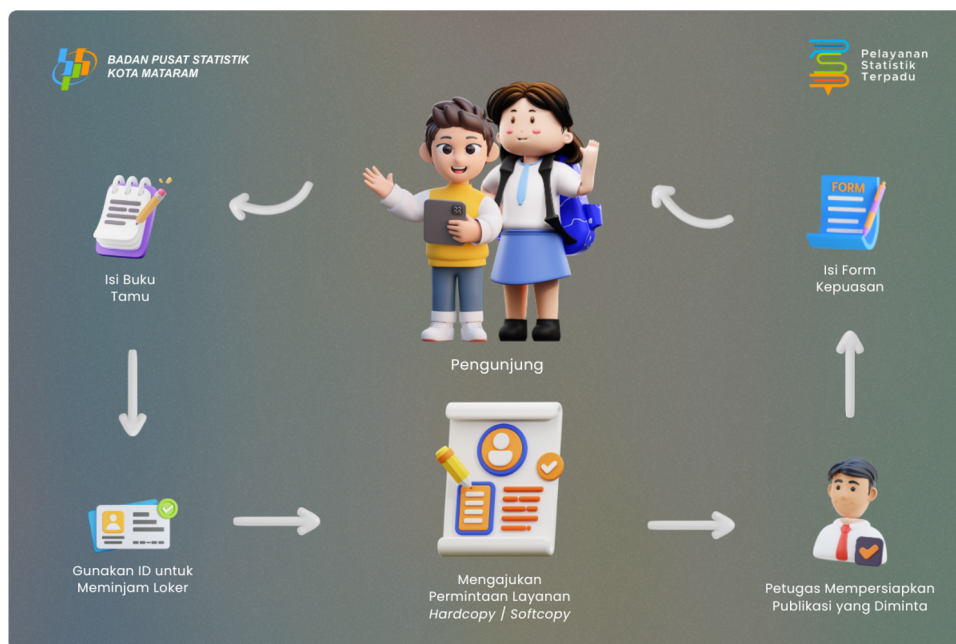 BADAN PUSAT STATISTIK
KOTA MATARAM
Pelayanan
Statistik
Terpadu
FORM
Isi Buku
Tamu
Isi Form
Kepuasan
Pengunjung
Gunakan ID untuk
Meminjam Loker
Mengajukan
Permintaan Layanan
Hardcopy / Softcopy
Petugas Mempersiapkan
Publikasi yang Diminta